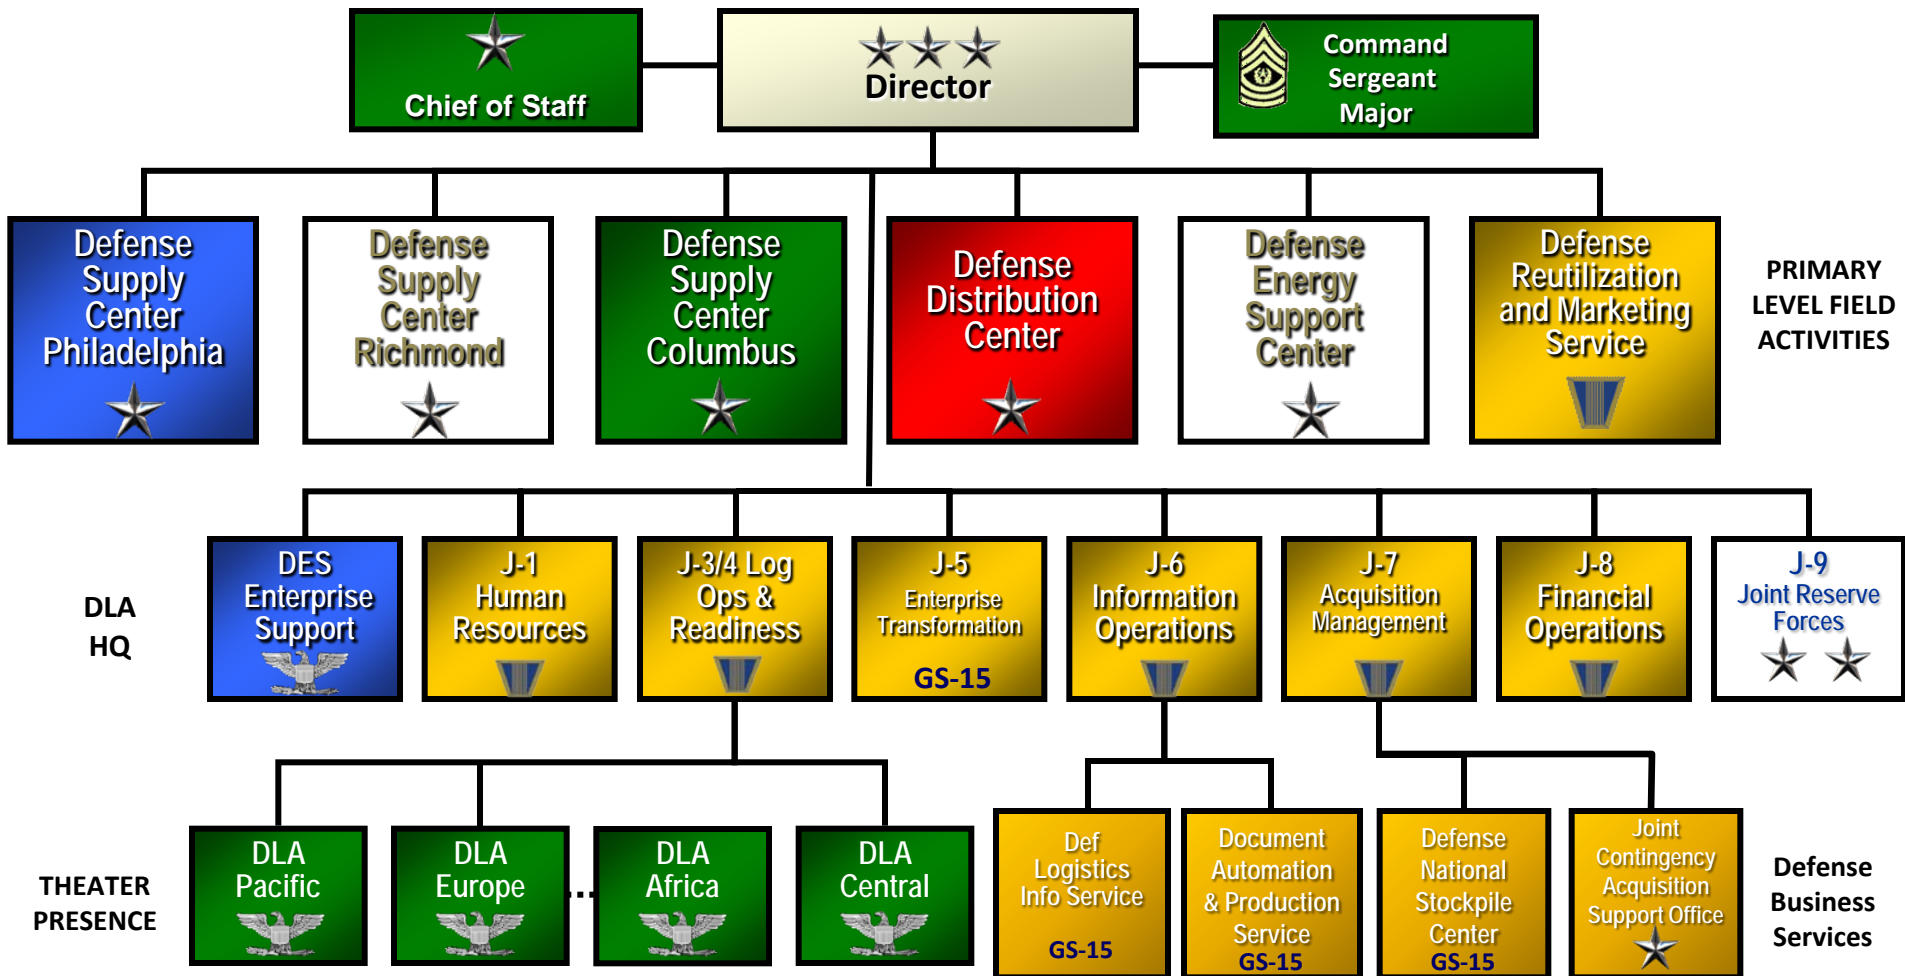 Chief of Staff
Director
Command
Sergeant
Major
Defense
Supply
Center
Philadelphia
Defense
Supply
Center
Richmond
Defense
Supply
Center
Columbus
Defense
Distribution
Center
Defense
Energy
Support
Center
Defense
Reutilization
and Marketing
Service
PRIMARY
LEVEL FIELD
ACTIVITIES
DLA
HQ
DES
Enterprise
Support
J-1
Human
Resources
J-3/4 Log
Ops &
Readiness
J-5
Enterprise
Transformation
GS-15
J-6
Information
Operations
J-7
Acquisition
Management
J-8
Financial
Operations
J-9
Joint Reserve
Forces
THEATER
PRESENCE
DLA
Pacific
DLA
Europe
DLA
Africa
DLA
Central
Def
Logistics
Info Service
GS-15
Document
Automation
& Production
Service
GS-15
Defense
National
Stockpile
Center
GS-15
Joint
Contingency
Acquisition
Support Office
Defense
Business
Services